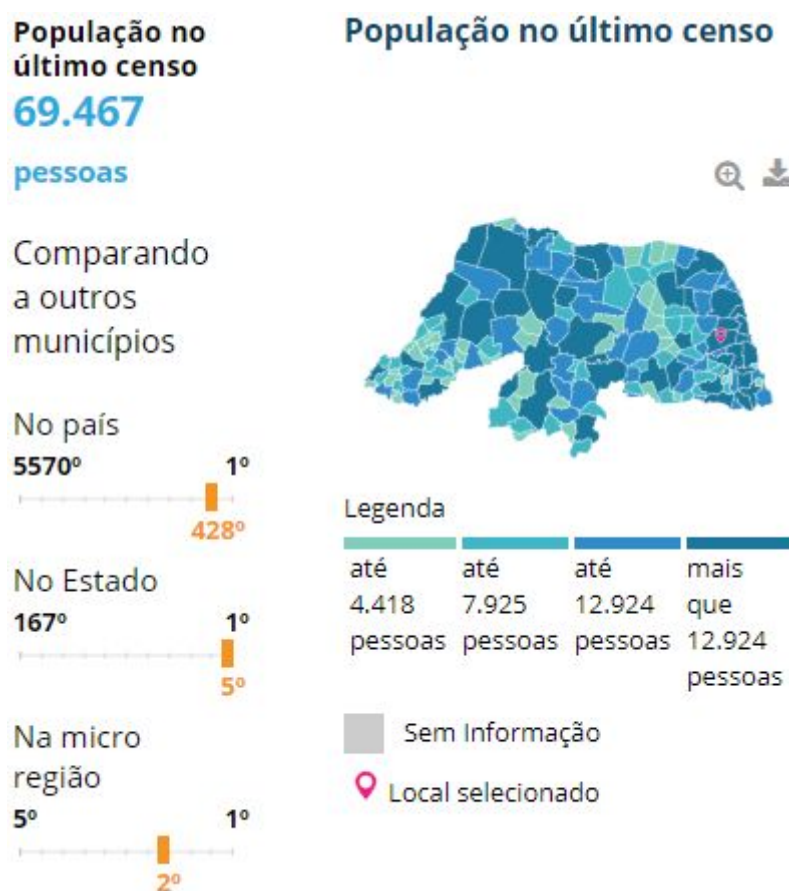 População no
último censo
69.467
pessoas
Comparando
a outros
municípios
No país
5570º 1º
428º
No Estado
167º 1º
5º
Na micro
região
5º 1º
2º
População no último censo
Legenda
até
4.418
pessoas
até
7.925
pessoas
até
12.924
pessoas
mais
que
12.924
pessoas
Sem Informação
Local selecionado